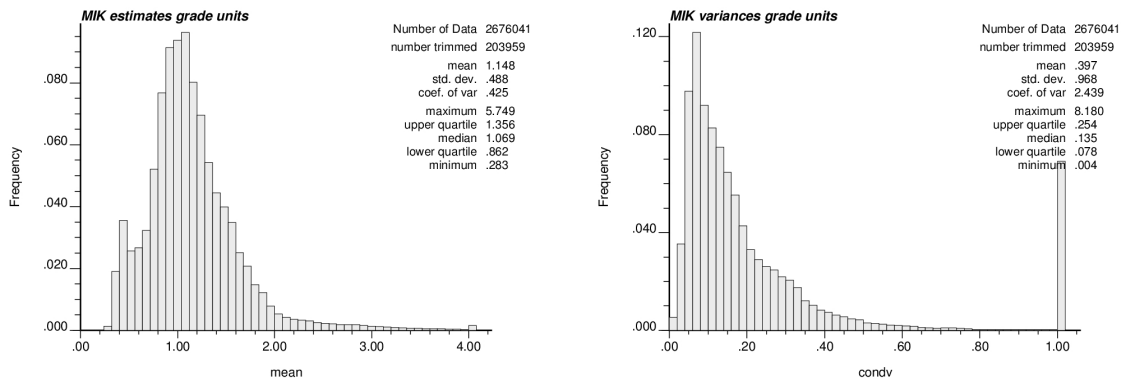 MIK estimates grade units
Number of Data 2676041
number trimmed 203959
mean 1.148
std. dev. .488
coef. of var .425
maximum 5.749
upper quartile 1.356
median 1.069
lower quartile .862
minimum .283
Frequency
.080
.060
.040
.020
.000
.00 1.00 2.00 3.00 4.00
mean
MIK variances grade units
Number of Data 2676041
number trimmed 203959
mean .397
std. dev. .968
coef. of var 2.439
maximum 8.180
upper quartile .254
median .135
lower quartile .078
minimum .004
Frequency
.120
.080
.040
.000
.00 .20 .40 .60 .80 1.00
condv